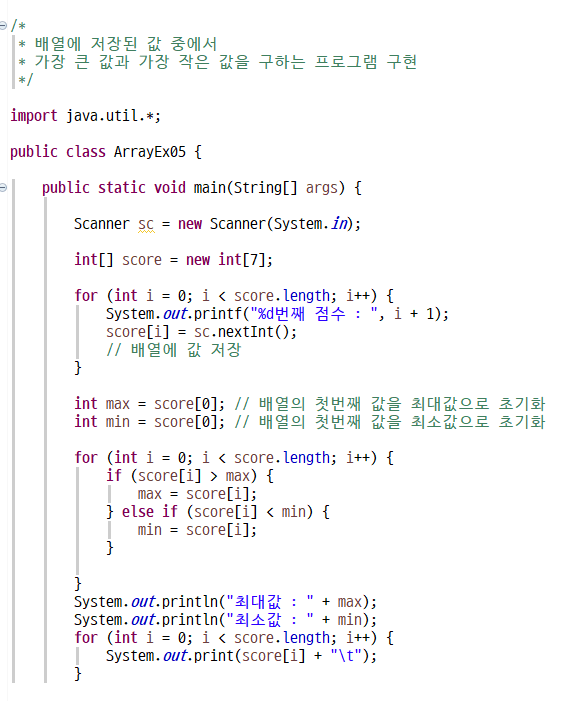 /*
* 배열에 저장된 값 중에서
* 가장 큰 값과 가장 작은 값을 구하는 프로그램 구현
*/
import java.util.*;
public class ArrayEx05 {
public static void main(String[] args) {
Scanner sc = new Scanner(System.in);
int[] score = new int[7];
for (int i = 0; i < score.length; i++) {
System.out.printf("%d번째 점수 : ", i + 1);
score[i] = sc.nextInt();
// 배열에 값 저장
}
int max = score[0]; // 배열의 첫번째 값을 최대값으로 초기화
int min = score[0]; // 배열의 첫번째 값을 최소값으로 초기화
for (int i = 0; i < score.length; i++) {
if (score[i] > max) {
max = score[i];
} else if (score[i] < min) {
min = score[i];
}
}
System.out.println("최대값 : " + max);
System.out.println("최소값 : " + min);
for (int i = 0; i < score.length; i++) {
System.out.print(score[i] + "\t");
}